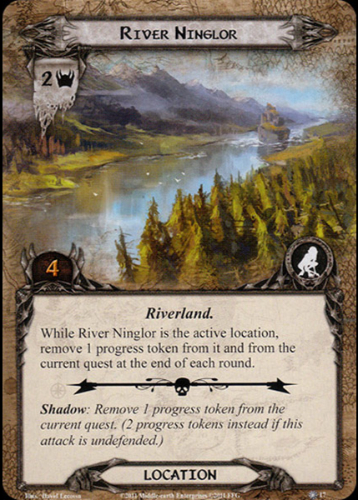 RIVER NINGLOR
2
4
Riverland.
While River Ninglor is the active location,
remove 1 progress token from it and from the
current quest at the end of each round.
Shadow: Remove 1 progress token from the
current quest. (2 progress tokens instead if this
attack is undefended.)
LOCATION
17